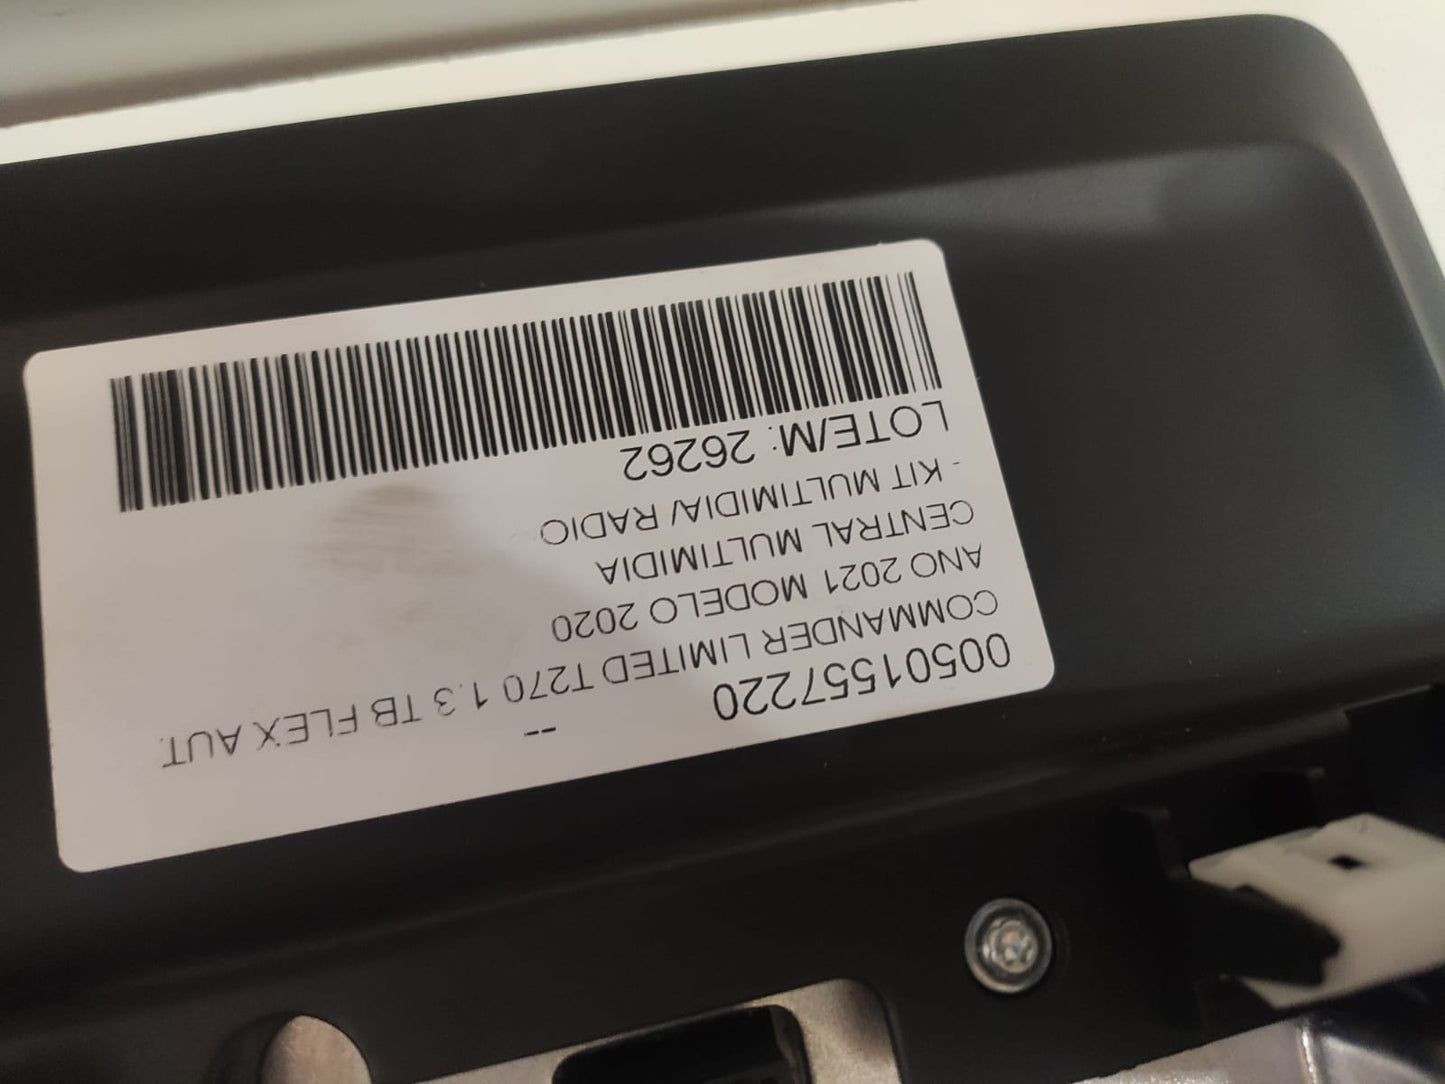 00501557220
--
COMMANDER LIMITED T270 1.3 TB FLEX AUT.
ANO 2021 MODELO 2020
CENTRAL MULTIMIDIA
- KIT MULTIMIDIA/ RADIO
LOTE/M: 26262